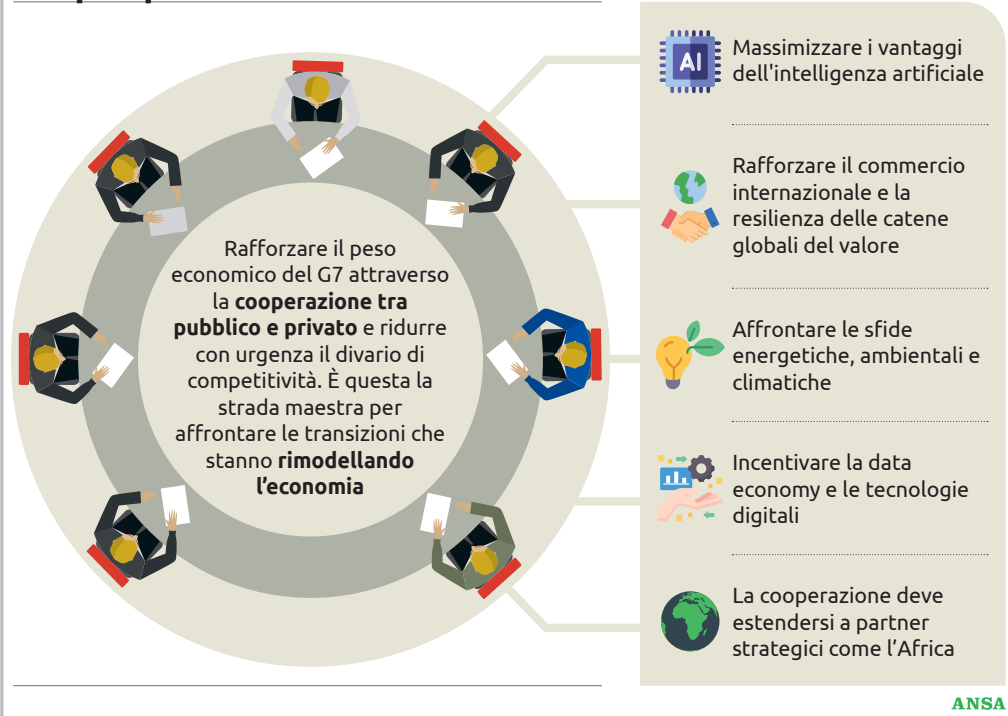 Rafforzare il peso
economico del G7 attraverso
la cooperazione tra
pubblico e privato e ridurre
con urgenza il divario di
competitività. È questa la
strada maestra per
affrontare le transizioni che
stanno rimodellando
l’economia
AI
Massimizzare i vantaggi
dell'intelligenza artificiale
Rafforzare il commercio
internazionale e la
resilienza delle catene
globali del valore
Affrontare le sfide
energetiche, ambientali e
climatiche
Incentivare la data
economy e le tecnologie
digitali
La cooperazione deve
estendersi a partner
strategici come l’Africa
ANSA